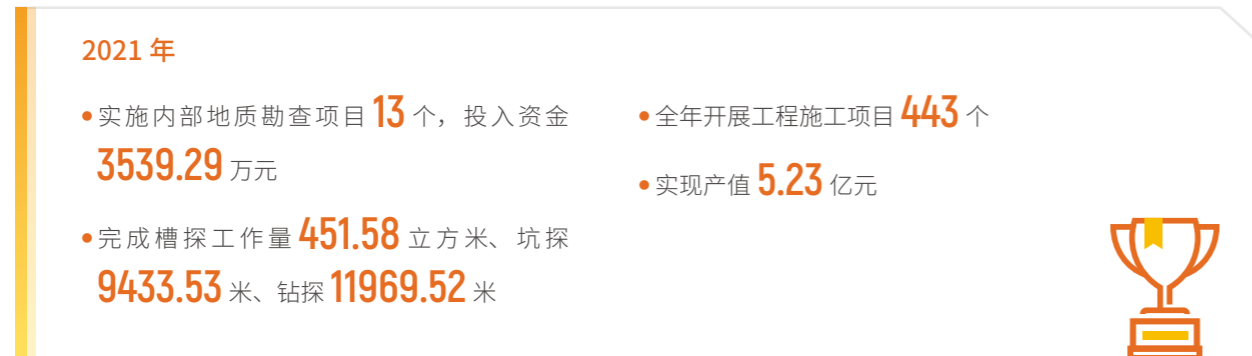 2021 年
•实施内部地质勘查项目 13 个，投入资金
3539.29 万元
•完成槽探工作量 451.58 立方米、坑探
9433.53 米、钻探 11969.52 米
•全年开展工程施工项目 443 个
•实现产值 5.23 亿元